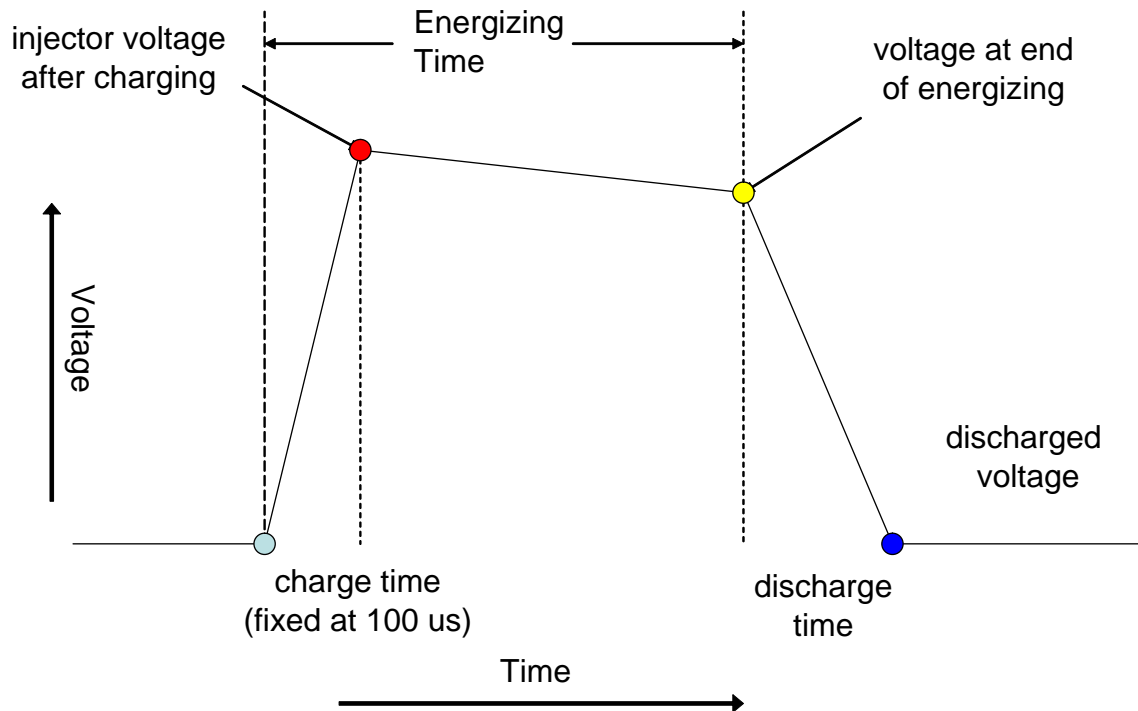 injector voltage
after charging
Energizing
Time
voltage at end
of energizing
Voltage
discharged
voltage
charge time
(fixed at 100 us)
discharge
time
Time